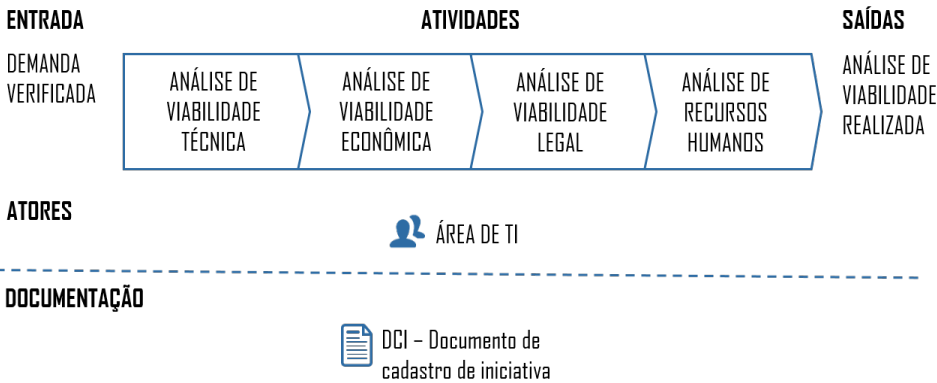 ENTRADA
ATIVIDADES
SAÍDAS
DEMANDA
VERIFICADA
ANÁLISE DE
VIABILIDADE
TÉCNICA
ANÁLISE DE
VIABILIDADE
ECONÔMICA
ANÁLISE DE
VIABILIDADE
LEGAL
ANÁLISE DE
RECURSOS
HUMANOS
ANÁLISE DE
VIABILIDADE
REALIZADA
ATORES
ÁREA DE TI
DOCUMENTAÇÃO
DCI – Documento de
cadastro de iniciativa